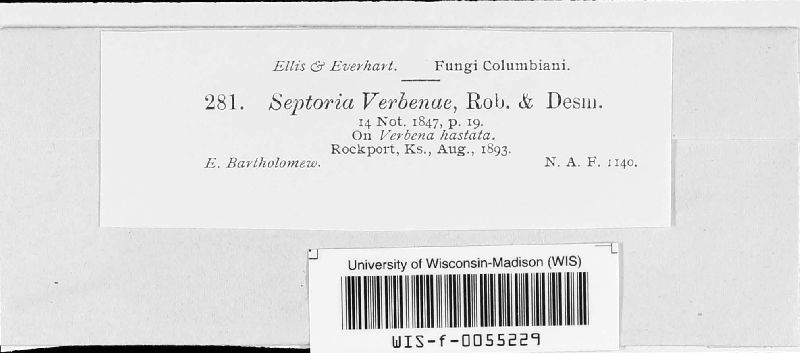 Ellis & Everhart. Fungi Columbiani.
281. Septoria Verbenae, Rob. & Desm.
14 Not. 1847, p. 19.
On Verbena hastata.
Rockport, Ks., Aug., 1893.
E. Bartholomew. N. A. F. 1140.
University of Wisconsin-Madison (WIS)
WIS-f-0055229